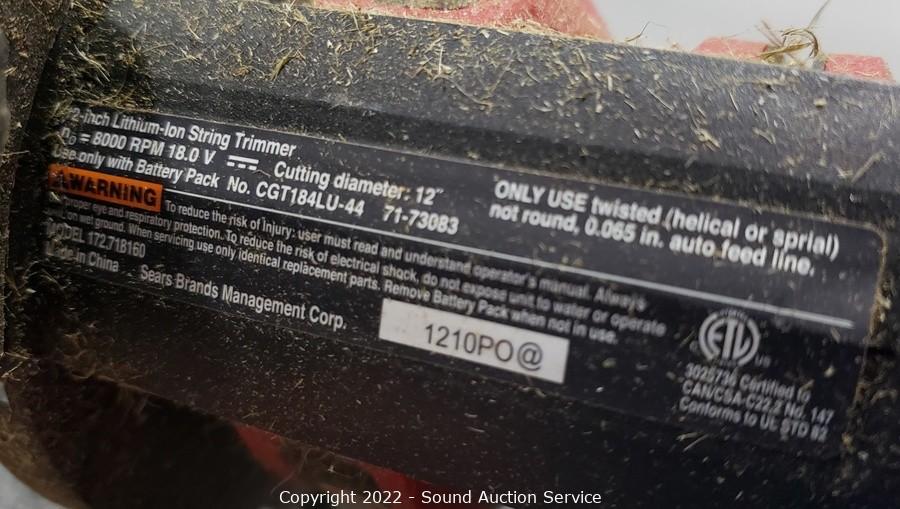 12-inch Lithium-Ion String Trimmer
n₀ = 8000 RPM 18.0 V Cutting diameter: 12"
Use only with Battery Pack No. CGT184LU-44 71-73083
ONLY USE twisted (helical or sprial)
not round, 0.065 in. auto feed line.
WARNING To reduce the risk of injury: user must read and understand operator's manual. Always
proper eye and respiratory protection. To reduce the risk of electrical shock, do not expose unit to water or operate
on wet ground. When servicing use only identical replacement parts. Remove Battery Pack when not in use.
MODEL 172.718160
Made in China Sears Brands Management Corp.
1210PO@
ETL US
3025736 Certified to
CAN/CSA-C22.2 No. 147
Conforms to UL STD 82
Copyright 2022 - Sound Auction Service